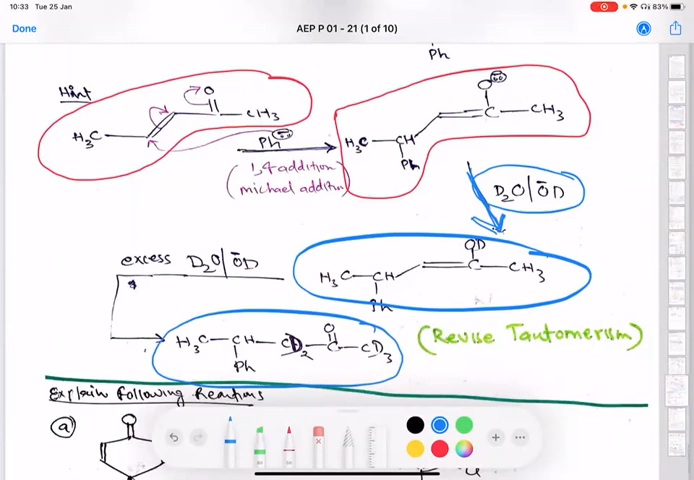 10:33 Tue 25 Jan
83%
Done
AEP P 01 - 21 (1 of 10)
Ph
Hint
O
H₃C
CH₃
Ph
1,4 addition
michael addition
O
H₃C
CH
C
CH₃
Ph
D₂O/ŌD
excess D₂O/ŌD
OD
H₃C—CH
C—CH₃
Ph
O
H₃C—CH—CD₂—C—CD₃
Ph
(Revise Tautomerism)
Explain following Reactions
a
O